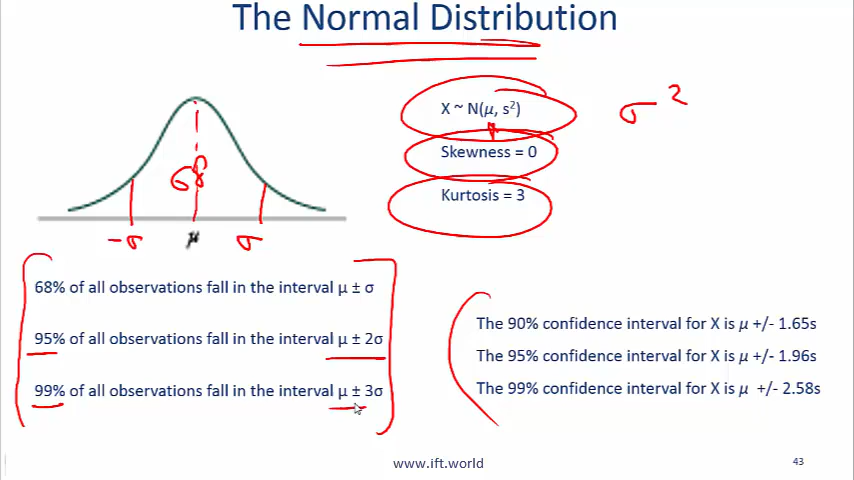 The Normal Distribution
X ~ N(μ, s²)
σ²
Skewness = 0
68
Kurtosis = 3
-σ μ σ
68% of all observations fall in the interval μ ± σ
95% of all observations fall in the interval μ ± 2σ
99% of all observations fall in the interval μ ± 3σ
The 90% confidence interval for X is μ +/- 1.65s
The 95% confidence interval for X is μ +/- 1.96s
The 99% confidence interval for X is μ +/- 2.58s
www.ift.world
43